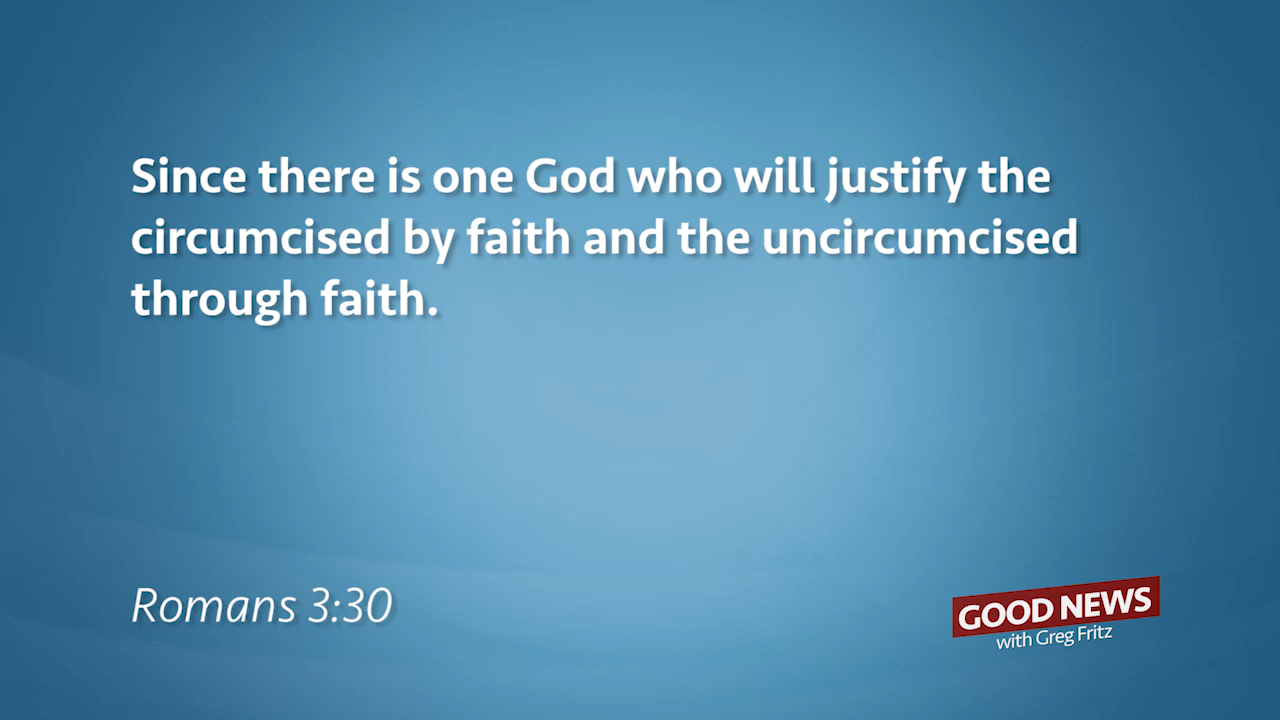 Since there is one God who will justify the
circumcised by faith and the uncircumcised
through faith.
Romans 3:30
GOOD NEWS
with Greg Fritz